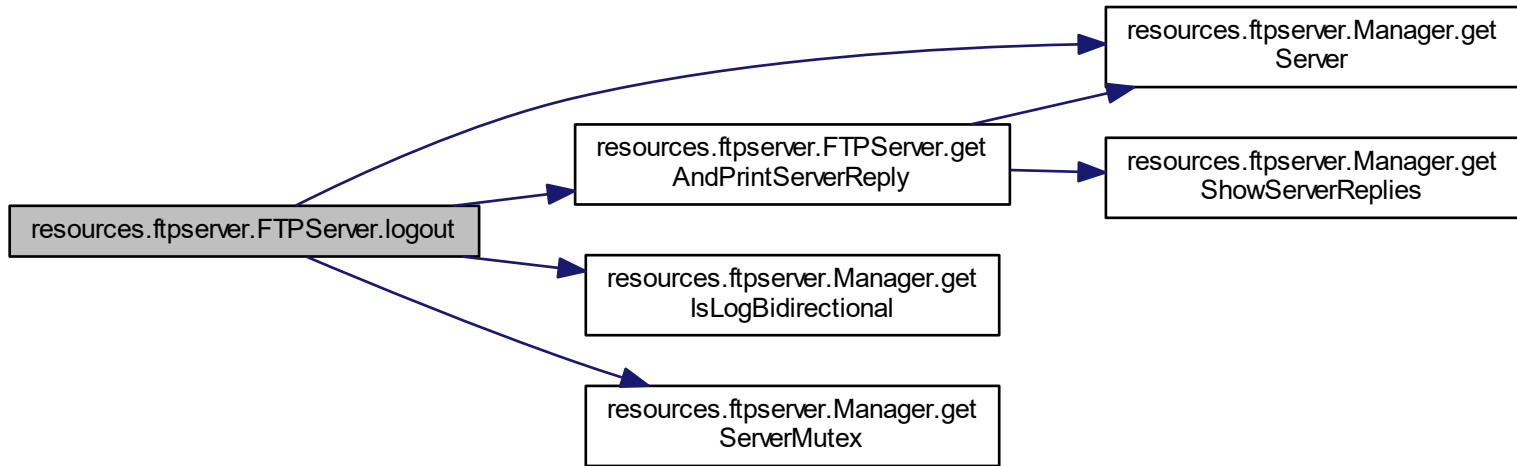 resources.ftpserver.FTPServer.logout
resources.ftpserver.FTPServer.get
AndPrintServerReply
resources.ftpserver.Manager.get
IsLogBidirectional
resources.ftpserver.Manager.get
ServerMutex
resources.ftpserver.Manager.get
Server
resources.ftpserver.Manager.get
ShowServerReplies